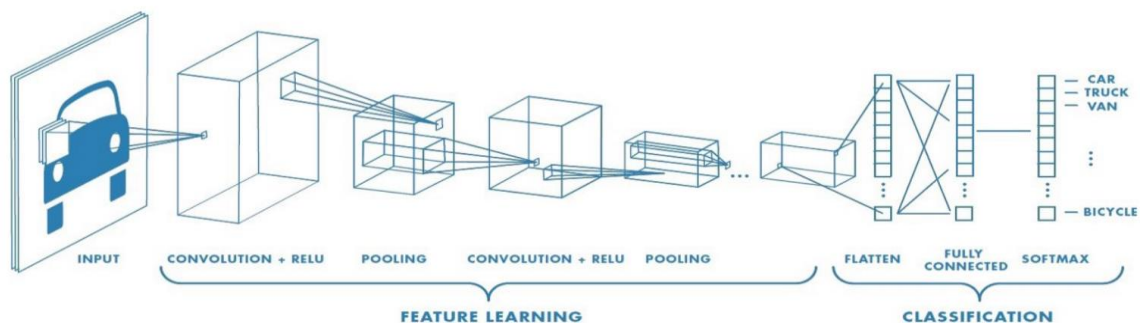 CAR
TRUCK
VAN
BICYCLE
INPUT
CONVOLUTION + RELU
POOLING
CONVOLUTION + RELU
POOLING
FLATTEN
FULLY
CONNECTED
SOFTMAX
FEATURE LEARNING
CLASSIFICATION